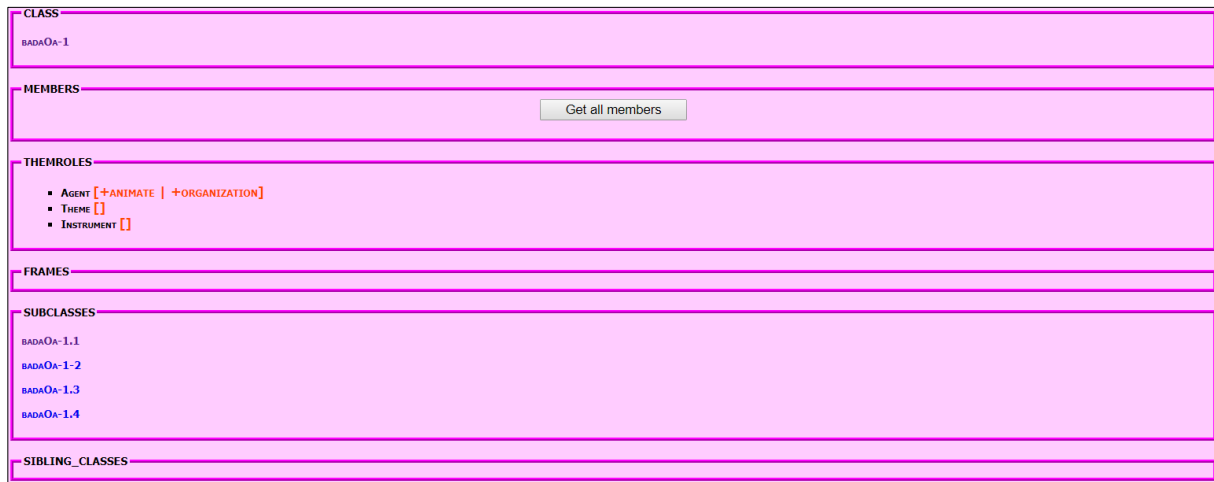 CLASS
badaOa-1
MEMBERS
Get all members
THEMROLES
Agent [+animate | +organization]
Theme []
Instrument []
FRAMES
SUBCLASSES
badaOa-1.1
badaOa-1-2
badaOa-1.3
badaOa-1.4
SIBLING_CLASSES